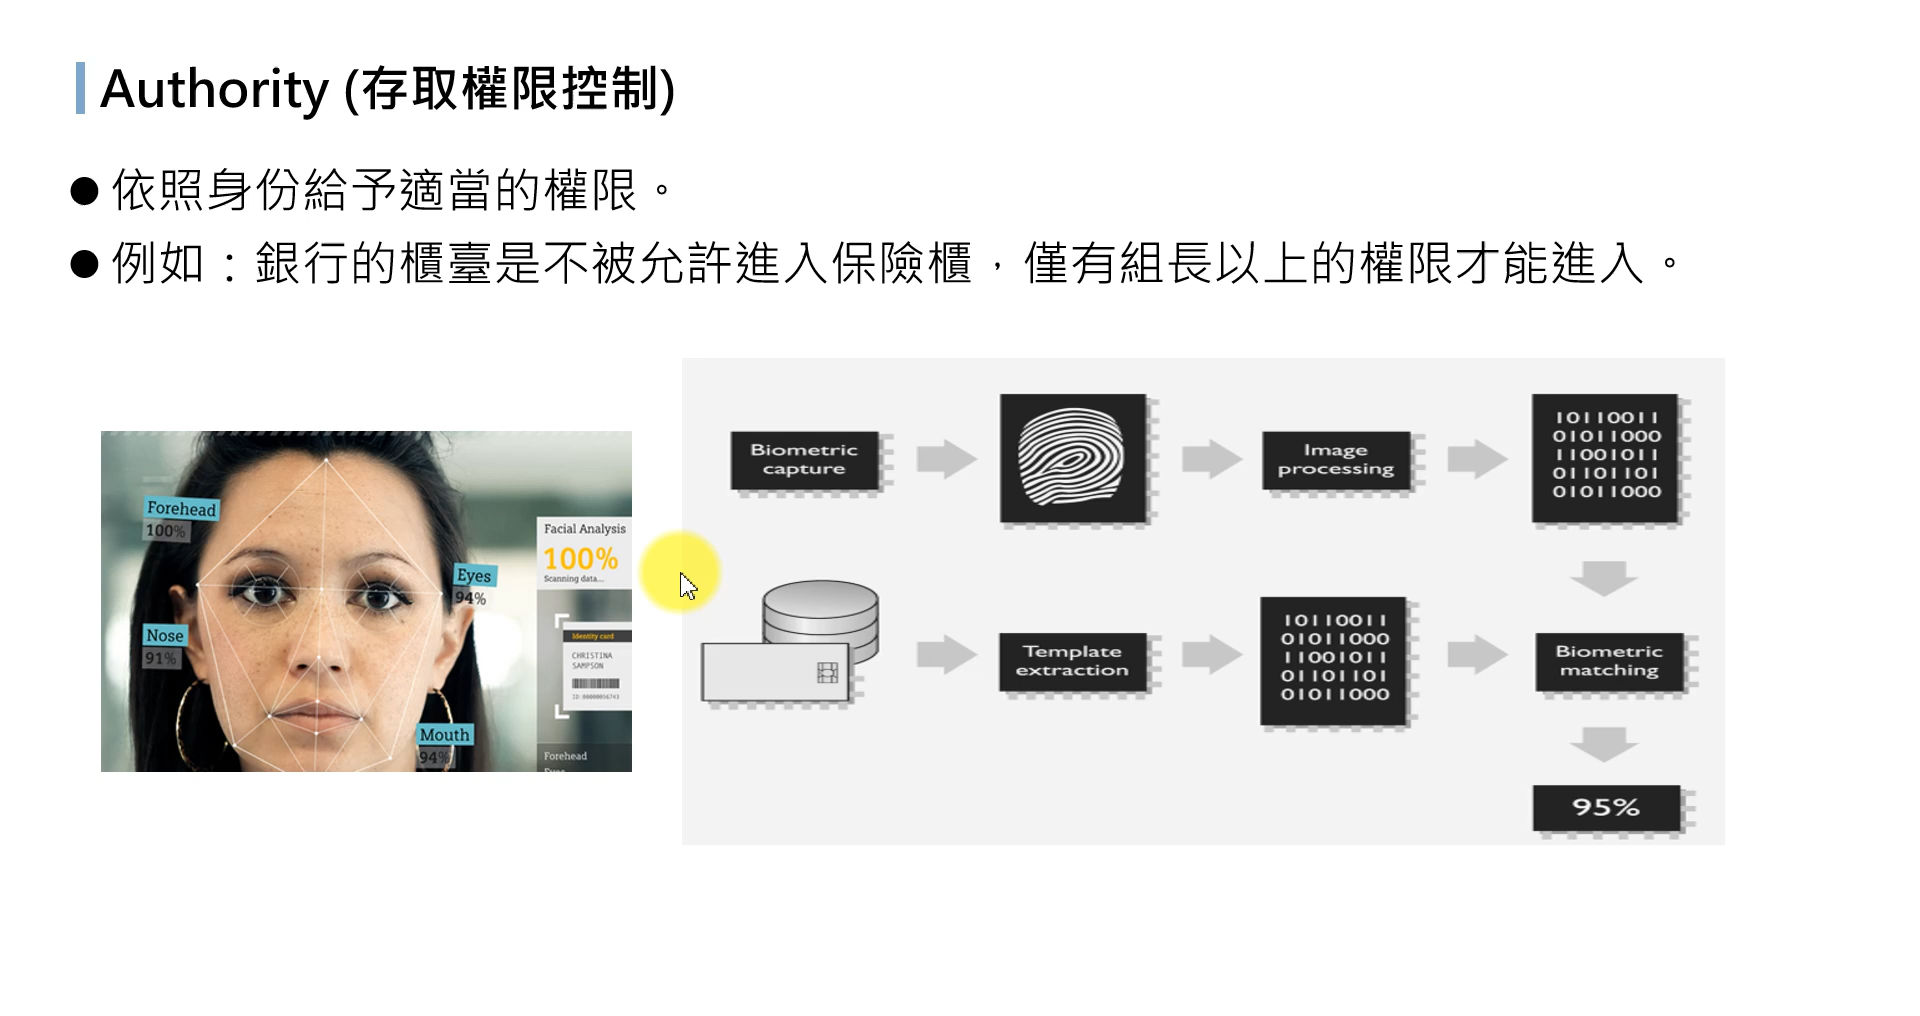 Authority (存取權限控制)
● 依照身份給予適當的權限。
● 例如：銀行的櫃臺是不被允許進入保險櫃，僅有組長以上的權限才能進入。
Forehead
100%
Eyes
94%
Nose
91%
Mouth
94%
Facial Analysis
100%
Scanning data...
Identity card
CHRISTINA
SAMPSON
Forehead
Biometric
capture
Image
processing
10110011
01011000
11001011
01101101
01011000
Template
extraction
10110011
01011000
11001011
01101101
01011000
Biometric
matching
95%